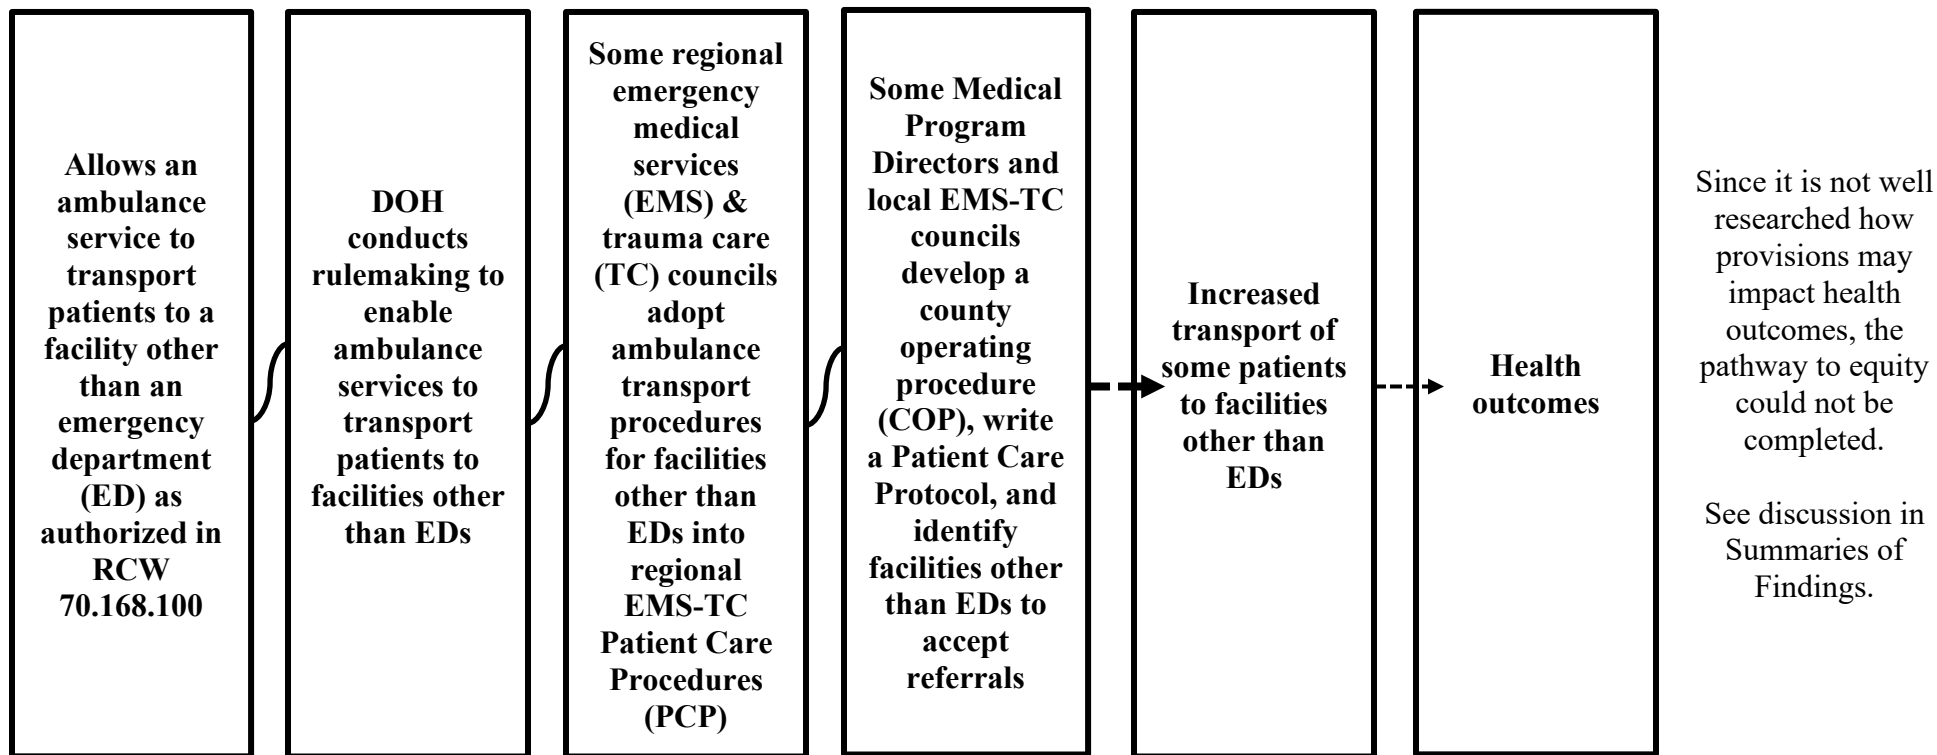 Allows an
ambulance
service to
transport
patients to a
facility other
than an
emergency
department
(ED) as
authorized in
RCW
70.168.100
DOH
conducts
rulemaking to
enable
ambulance
services to
transport
patients to
facilities other
than EDs
Some regional
emergency
medical
services
(EMS) &
trauma care
(TC) councils
adopt
ambulance
transport
procedures
for facilities
other than
EDs into
regional
EMS-TC
Patient Care
Procedures
(PCP)
Some Medical
Program
Directors and
local EMS-TC
councils
develop a
county
operating
procedure
(COP), write
a Patient Care
Protocol, and
identify
facilities other
than EDs to
accept
referrals
Increased
transport of
some patients
to facilities
other than
EDs
Health
outcomes
Since it is not well
researched how
provisions may
impact health
outcomes, the
pathway to equity
could not be
completed.
See discussion in
Summaries of
Findings.